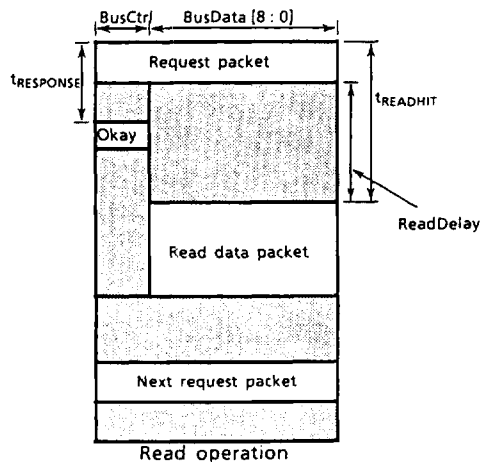 BusCtrl BusData [8 : 0]
Request packet
tRESPONSE
tREADHIT
Okay
ReadDelay
Read data packet
Next request packet
Read operation